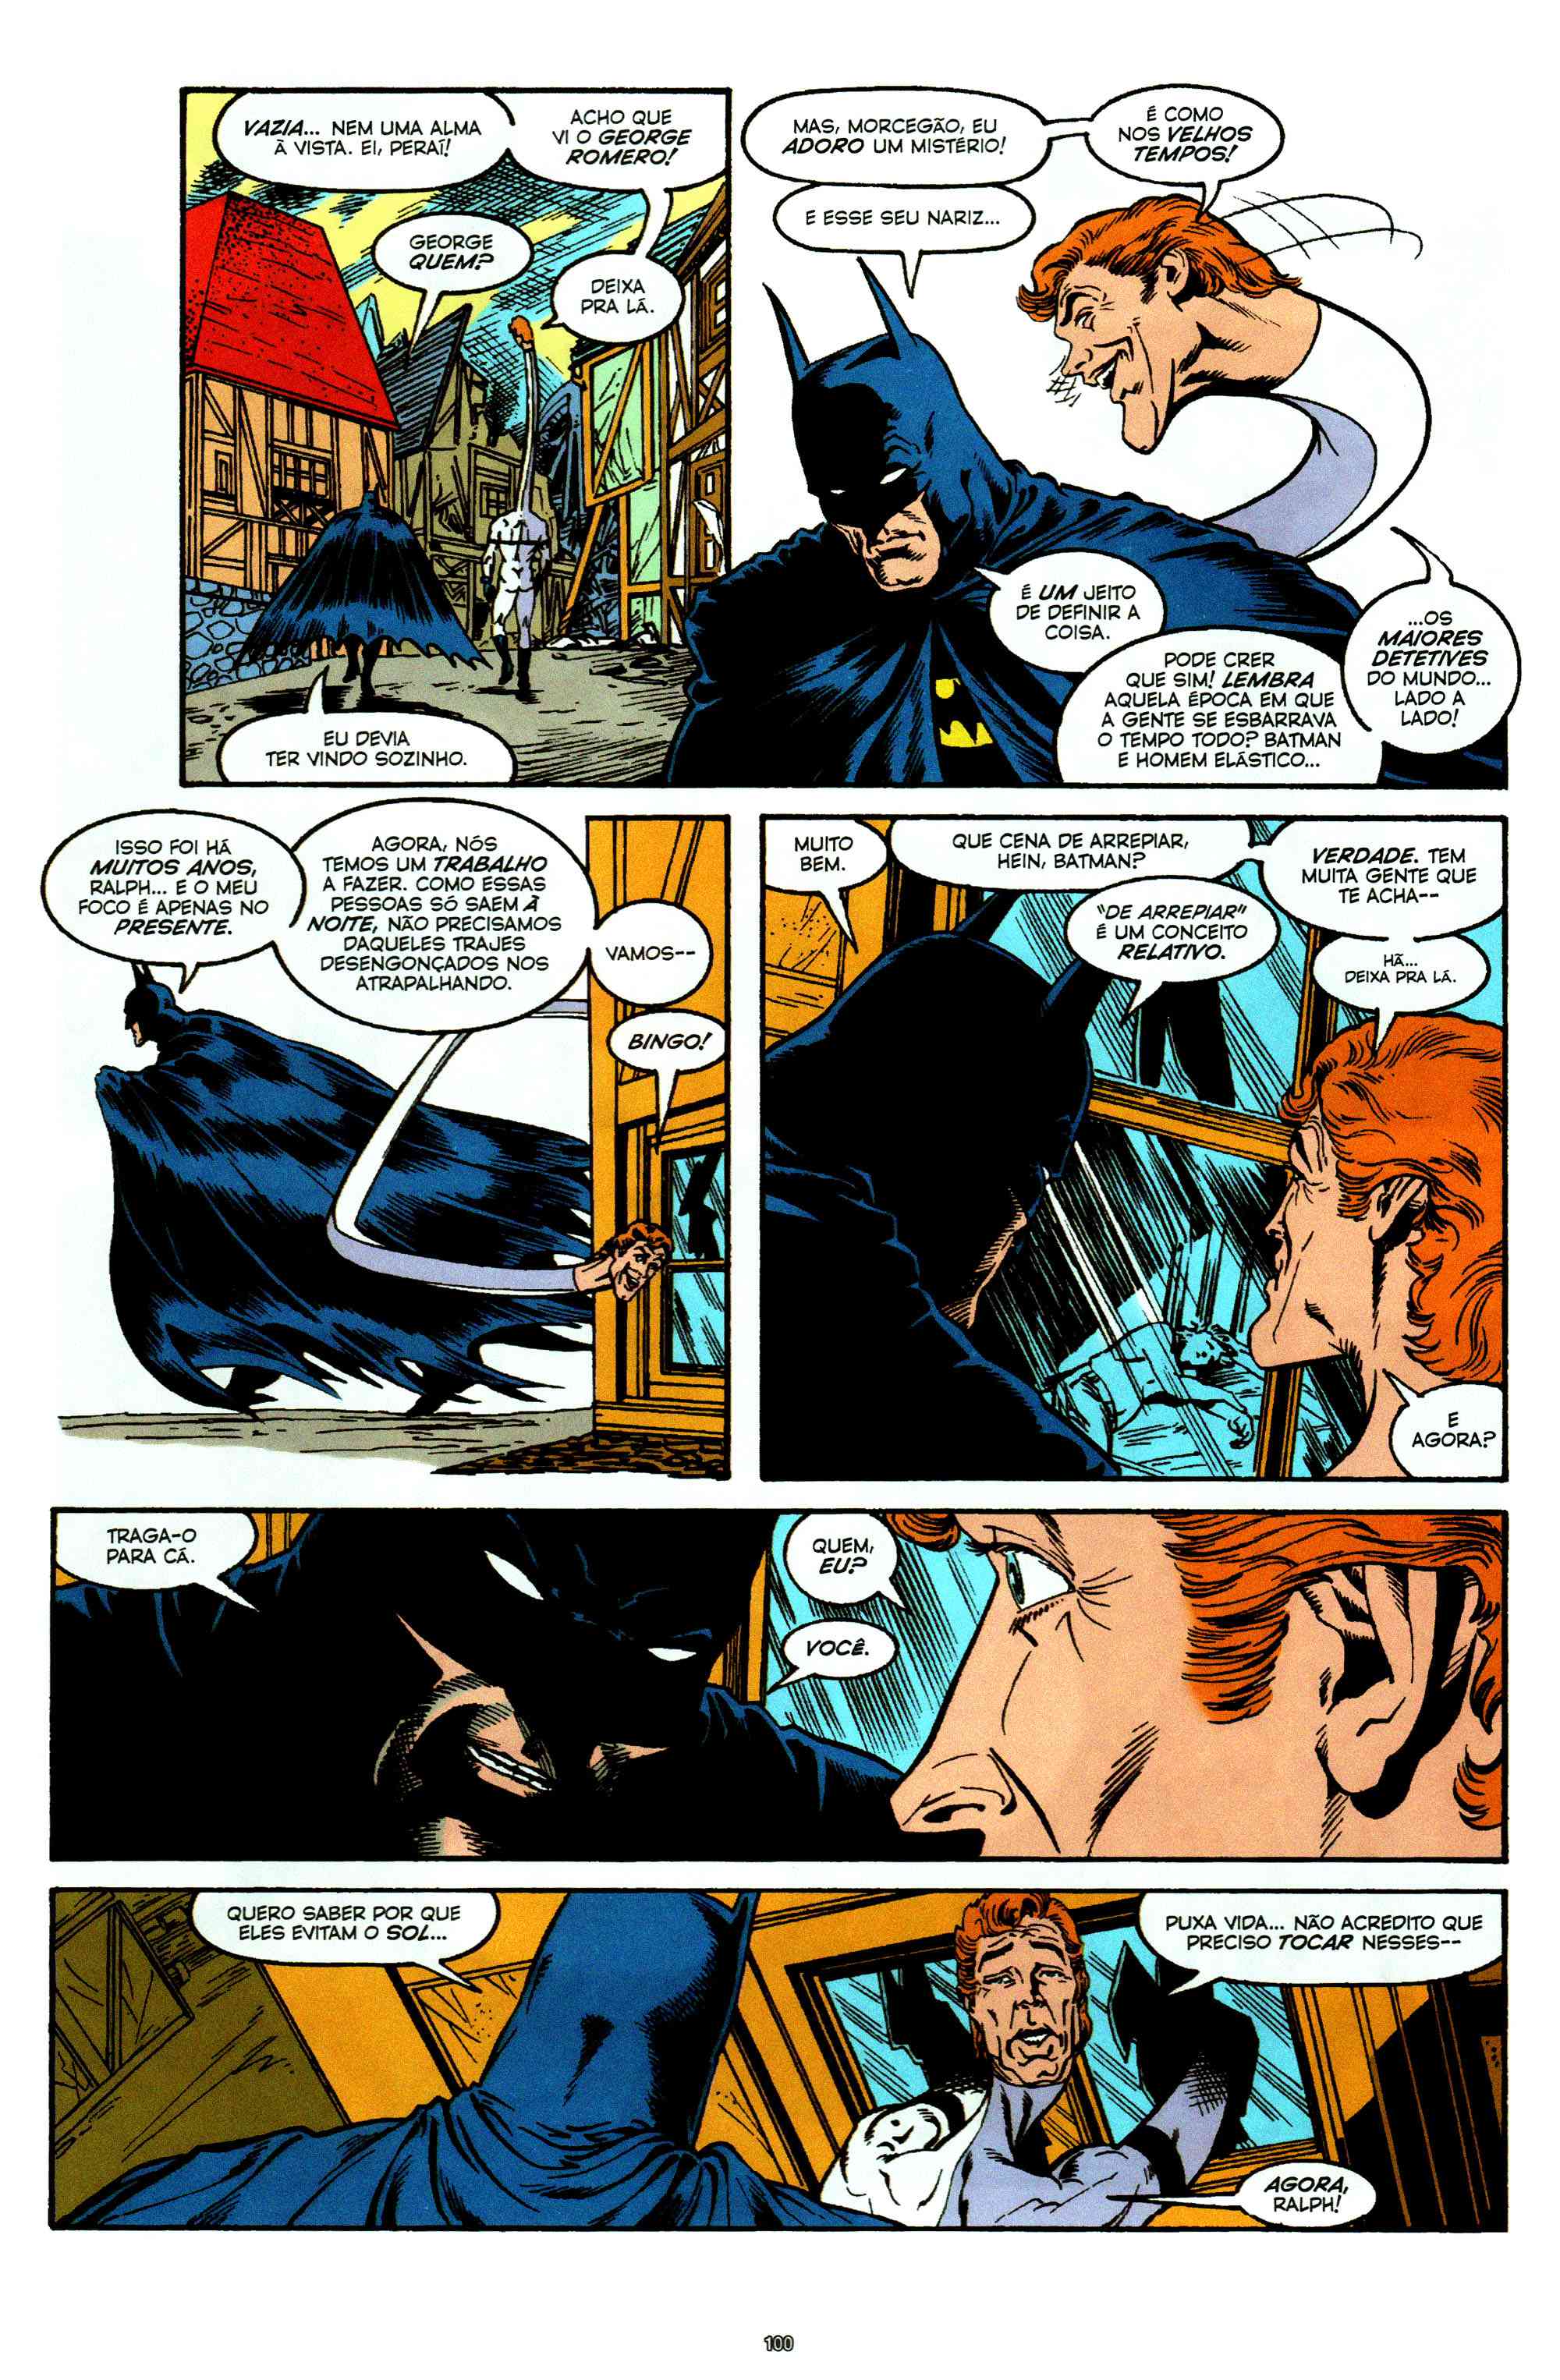 VAZIA... NEM UMA ALMA
À VISTA. EI, PERAÍ!
ACHO QUE
VI O GEORGE
ROMERO!
GEORGE
QUEM?
DEIXA
PRA LÁ.
EU DEVIA
TER VINDO SOZINHO.
MAS, MORCEGÃO, EU
ADORO UM MISTÉRIO!
E ESSE SEU NARIZ...
É COMO
NOS VELHOS
TEMPOS!
É UM JEITO
DE DEFINIR A
COISA.
PODE CRER
QUE SIM! LEMBRA
AQUELA ÉPOCA EM QUE
A GENTE SE ESBARRAVA
O TEMPO TODO? BATMAN
E HOMEM ELÁSTICO...
...OS
MAIORES
DETETIVES
DO MUNDO...
LADO A
LADO!
ISSO FOI HÁ
MUITOS ANOS,
RALPH... E O MEU
FOCO É APENAS NO
PRESENTE.
AGORA, NÓS
TEMOS UM TRABALHO
A FAZER. COMO ESSAS
PESSOAS SÓ SAEM À
NOITE, NÃO PRECISAMOS
DAQUELES TRAJES
DESENGONÇADOS NOS
ATRAPALHANDO.
VAMOS--
BINGO!
MUITO
BEM.
QUE CENA DE ARREPIAR,
HEIN, BATMAN?
"DE ARREPIAR"
É UM CONCEITO
RELATIVO.
VERDADE. TEM
MUITA GENTE QUE
TE ACHA--
HÃ...
DEIXA PRA LÁ.
E
AGORA?
TRAGA-O
PARA CÁ.
QUEM,
EU?
VOCÊ.
QUERO SABER POR QUE
ELES EVITAM O SOL...
PUXA VIDA... NÃO ACREDITO QUE
PRECISO TOCAR NESSES--
AGORA,
RALPH!
100